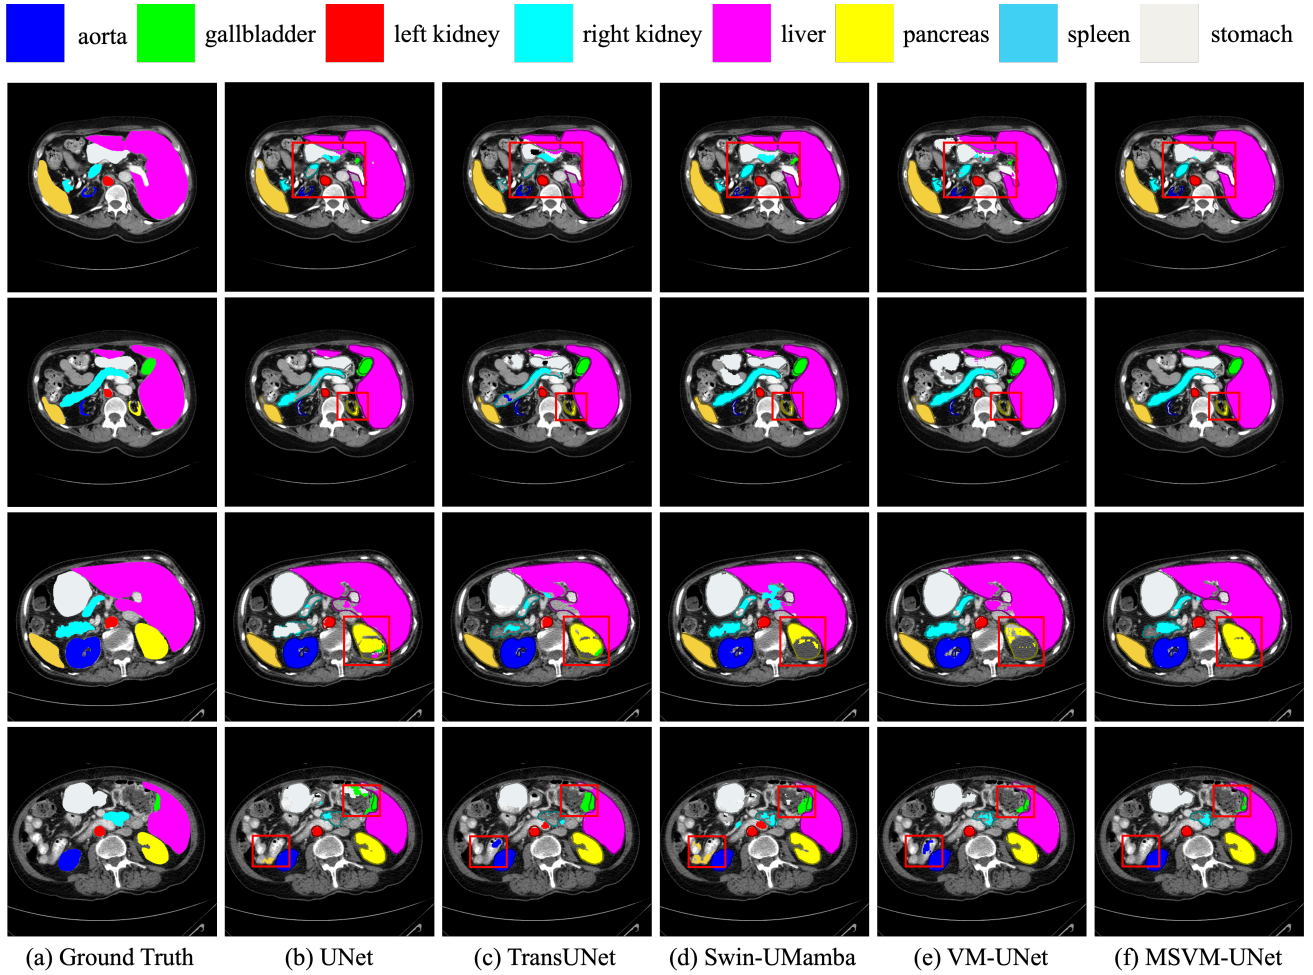 aorta gallbladder left kidney right kidney liver pancreas spleen stomach
(a) Ground Truth (b) UNet (c) TransUNet (d) Swin-UMamba (e) VM-UNet (f) MSVM-UNet